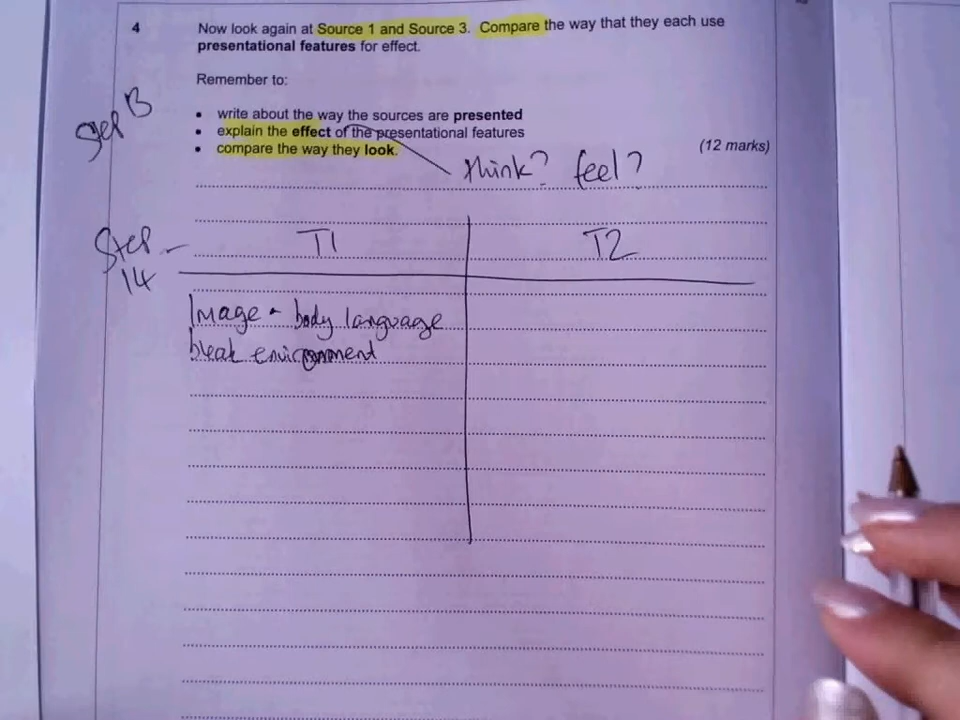 4 Now look again at Source 1 and Source 3. Compare the way that they each use
presentational features for effect.
Remember to:
• write about the way the sources are presented
• explain the effect of the presentational features
• compare the way they look.
(12 marks)
Step B
think? feel?
Step 14
T1 T2
Image - body language
bleak environment